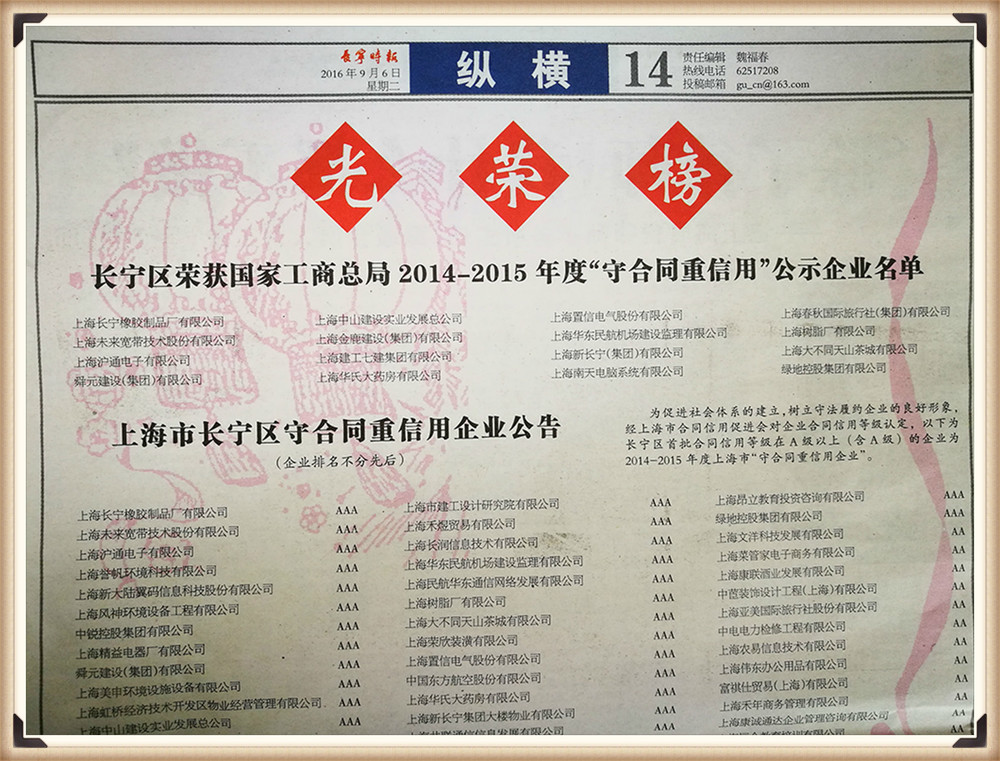 长宁时报
2016年9月6日
星期二
纵 横
14
责任编辑 魏福春
热线电话 62517208
投稿邮箱 gu_cn@163.com
光 荣 榜
长宁区荣获国家工商总局2014-2015年度“守合同重信用”公示企业名单
上海长宁橡胶制品厂有限公司
上海未来宽带技术股份有限公司
上海沪通电子有限公司
舜元建设(集团)有限公司
上海中山建设实业发展总公司
上海金鹿建设(集团)有限公司
上海建工七建集团有限公司
上海华氏大药房有限公司
上海置信电气股份有限公司
上海华东民航机场建设监理有限公司
上海新长宁(集团)有限公司
上海南天电脑系统有限公司
上海春秋国际旅行社(集团)有限公司
上海树脂厂有限公司
上海大不同天山茶城有限公司
绿地控股集团有限公司
上海市长宁区守合同重信用企业公告
(企业排名不分先后)
为促进社会体系的建立,树立守法履约企业的良好形象,
经上海市合同信用促进会对企业合同信用等级认定,以下为
长宁区首批合同信用等级在A级以上(含A级)的企业为
2014-2015年度上海市“守合同重信用企业”。
上海长宁橡胶制品厂有限公司 AAA
上海未来宽带技术股份有限公司 AAA
上海沪通电子有限公司 AAA
上海誉帆环境科技有限公司 AAA
上海新大陆翼码信息科技股份有限公司 AAA
上海风神环境设备工程有限公司 AAA
中锐控股集团有限公司 AAA
上海精益电器厂有限公司 AAA
舜元建设(集团)有限公司 AAA
上海美申环境设施设备有限公司 AAA
上海虹桥经济技术开发区物业经营管理有限公司 AAA
上海中山建设实业发展总公司 AAA
上海市建工设计研究院有限公司 AAA
上海禾煜贸易有限公司 AAA
上海长润信息技术有限公司 AAA
上海华东民航机场建设监理有限公司 AAA
上海民航华东通信网络发展有限公司 AAA
上海树脂厂有限公司 AAA
上海大不同天山茶城有限公司 AAA
上海荣欣装潢有限公司 AAA
上海置信电气股份有限公司 AAA
中国东方航空股份有限公司 AAA
上海华氏大药房有限公司 AAA
上海新长宁集团大楼物业有限公司 AAA
上海昂立教育投资咨询有限公司 AAA
绿地控股集团有限公司 AAA
上海文洋科技发展有限公司 AA
上海菜管家电子商务有限公司 AA
上海康联酒业发展有限公司 AA
中茵装饰设计工程(上海)有限公司 AA
上海亚美国际旅行社股份有限公司 AA
中电电力检修工程有限公司 AA
上海农易信息技术有限公司 AA
上海伟东办公用品有限公司 AA
富祺仕贸易(上海)有限公司 AA
上海禾年商务管理有限公司 AA
上海康诚通达企业管理咨询有限公司 AA